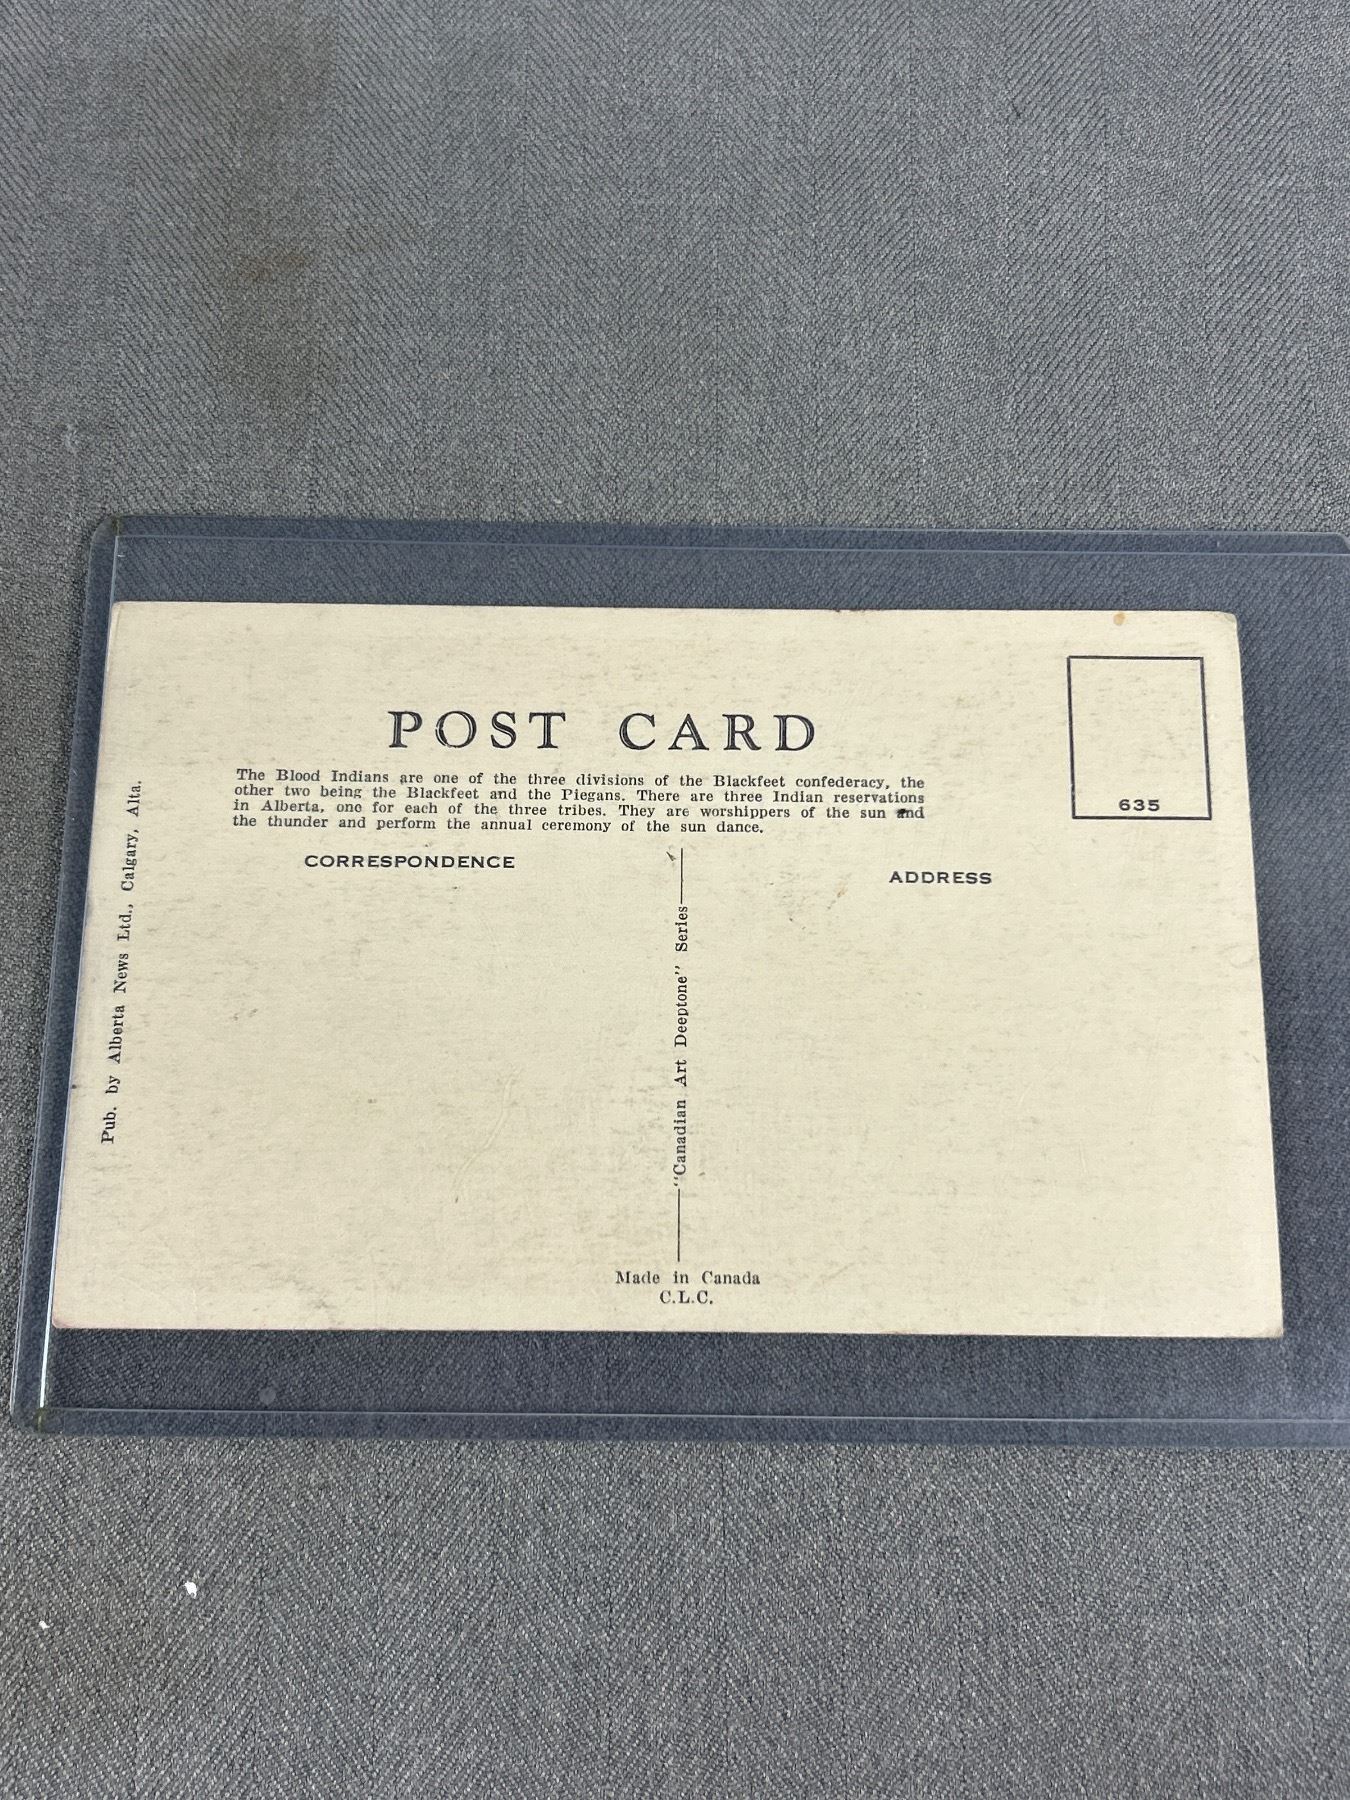 POST CARD
The Blood Indians are one of the three divisions of the Blackfeet confederacy, the
other two being the Blackfeet and the Piegans. There are three Indian reservations
in Alberta, one for each of the three tribes. They are worshippers of the sun and
the thunder and perform the annual ceremony of the sun dance.
635
CORRESPONDENCE
ADDRESS
Pub. by Alberta News Ltd., Calgary, Alta.
"Canadian Art Deeptone" Series
Made in Canada
C.L.C.